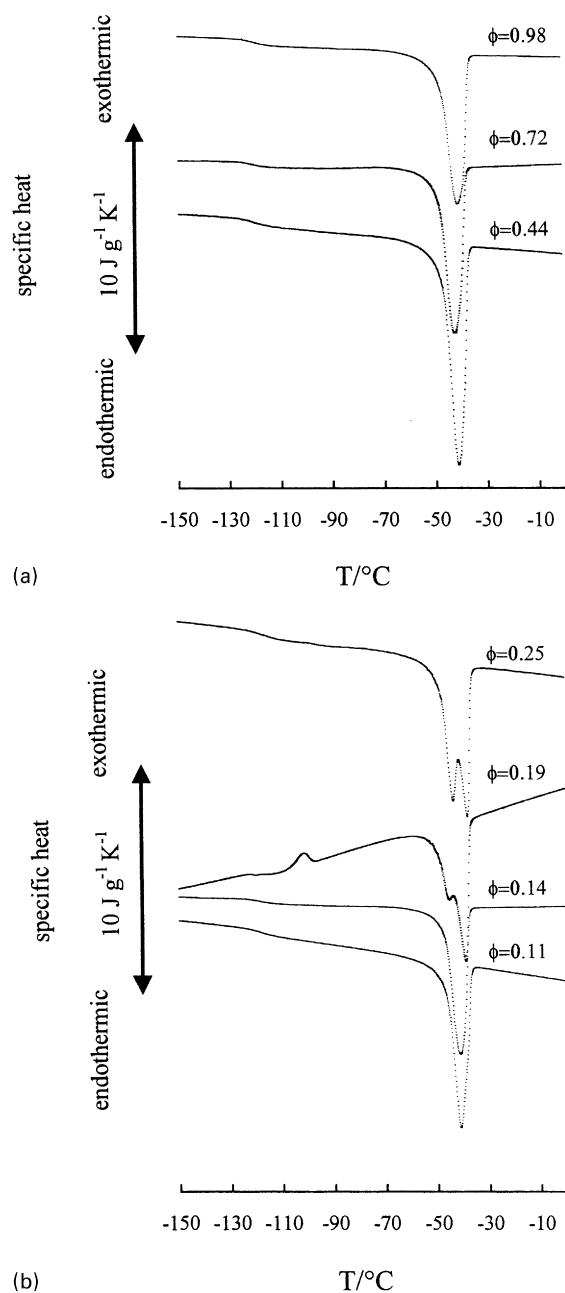 exothermic
φ=0.98
φ=0.72
φ=0.44
specific heat
10 J g⁻¹ K⁻¹
endothermic
-150 -130 -110 -90 -70 -50 -30 -10
(a)
T/°C
φ=0.25
exothermic
φ=0.19
φ=0.14
φ=0.11
specific heat
10 J g⁻¹ K⁻¹
endothermic
-150 -130 -110 -90 -70 -50 -30 -10
(b)
T/°C